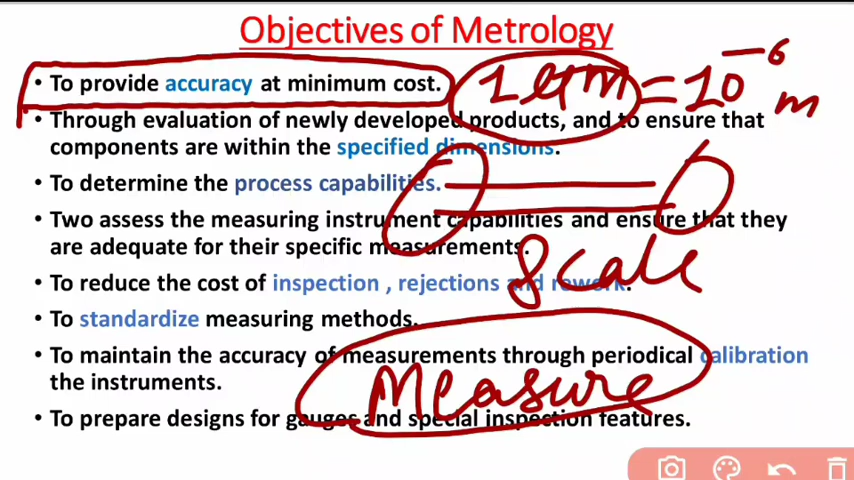 Objectives of Metrology
• To provide accuracy at minimum cost.
1 μm = 10⁻⁶ m
• Through evaluation of newly developed products, and to ensure that
components are within the specified dimensions.
• To determine the process capabilities.
• Two assess the measuring instrument capabilities and ensure that they
are adequate for their specific measurements.
scale
• To reduce the cost of inspection , rejections and rework.
• To standardize measuring methods.
• To maintain the accuracy of measurements through periodical calibration
the instruments.
Measure
• To prepare designs for gauges and special inspection features.